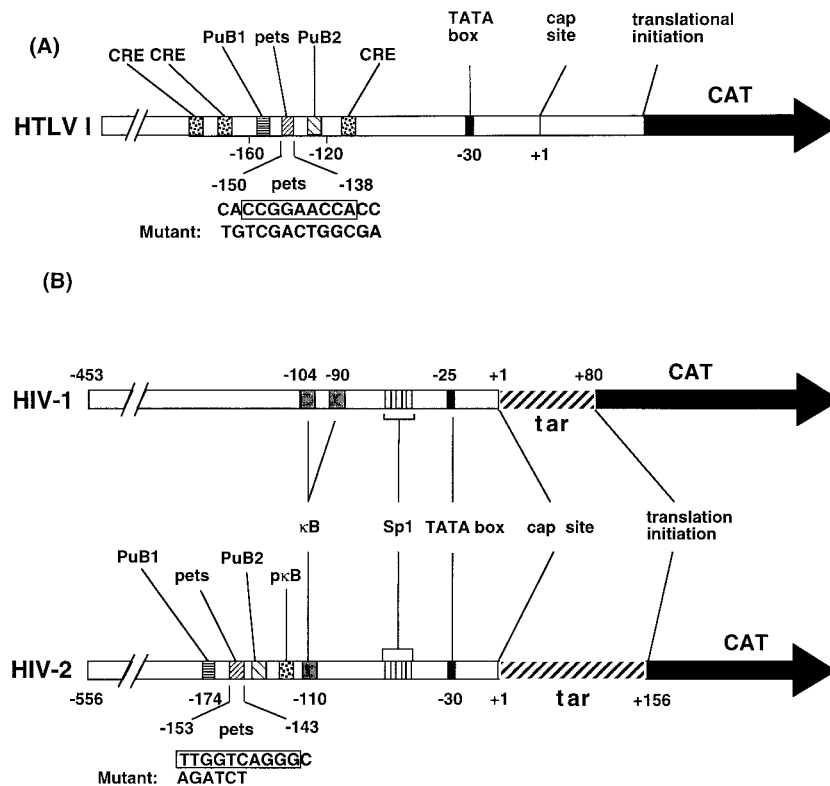 (A)
TATA box
cap site
translational initiation
PuB1 pets PuB2
CRE CRE
CRE
CAT
HTLV I
-160
-120
-30
+1
-150 pets -138
CACCGGAACCACC
Mutant: TGTCGACTGGCGA
(B)
-453
-104
-90
-25
+1
+80
CAT
HIV-1
tar
κB
Sp1
TATA box
cap site
translation initiation
PuB1
pets
PuB2
pκB
CAT
HIV-2
-556
-174
-110
-30
+1
tar
+156
-153 pets -143
TTGGTCAGGGC
Mutant: AGATCT